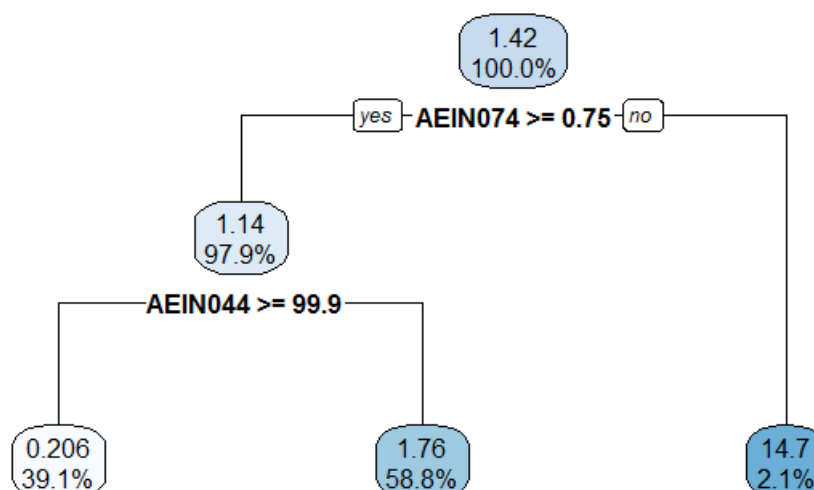 1.42
100.0%
yes AEIN074 >= 0.75 no
1.14
97.9%
AEIN044 >= 99.9
0.206 1.76 14.7
39.1% 58.8% 2.1%